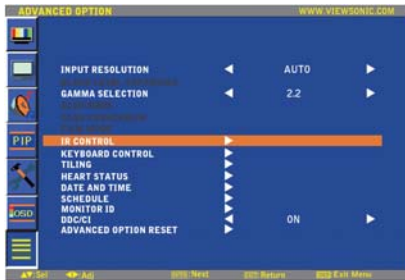 ADVANCED OPTION WWW.VIEWSONIC.COM
INPUT RESOLUTION AUTO
GAMMA SELECTION 2.2
IR CONTROL
KEYBOARD CONTROL
TILING
HEART STATUS
DATE AND TIME
SCHEDULE
MONITOR ID
DDC/CI ON
ADVANCED OPTION RESET
PIP
OSD
Sel Adj Next Return Exit Menu